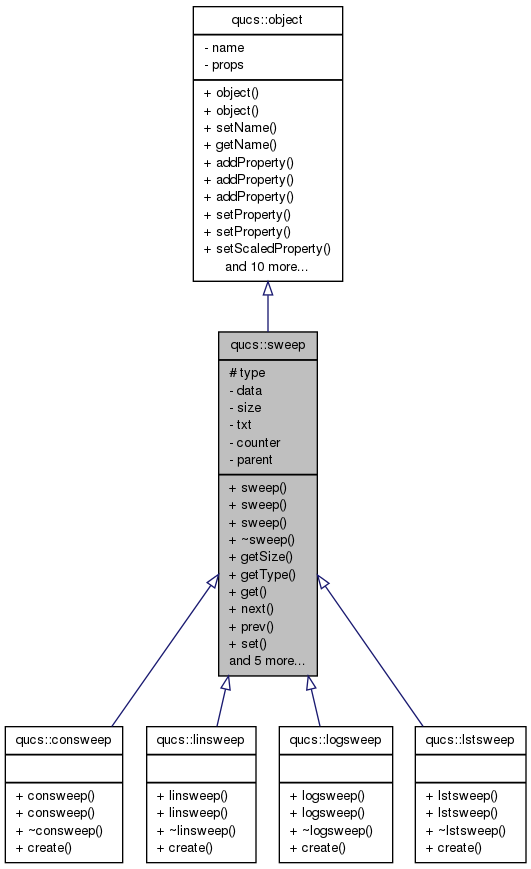 qucs::object
- name
- props
+ object()
+ object()
+ setName()
+ getName()
+ addProperty()
+ addProperty()
+ addProperty()
+ setProperty()
+ setProperty()
+ setScaledProperty()
and 10 more...
qucs::sweep
# type
- data
- size
- txt
- counter
- parent
+ sweep()
+ sweep()
+ sweep()
+ ~sweep()
+ getSize()
+ getType()
+ get()
+ next()
+ prev()
+ set()
and 5 more...
qucs::consweep
+ consweep()
+ consweep()
+ ~consweep()
+ create()
qucs::linsweep
+ linsweep()
+ linsweep()
+ ~linsweep()
+ create()
qucs::logsweep
+ logsweep()
+ logsweep()
+ ~logsweep()
+ create()
qucs::lstsweep
+ lstsweep()
+ lstsweep()
+ ~lstsweep()
+ create()